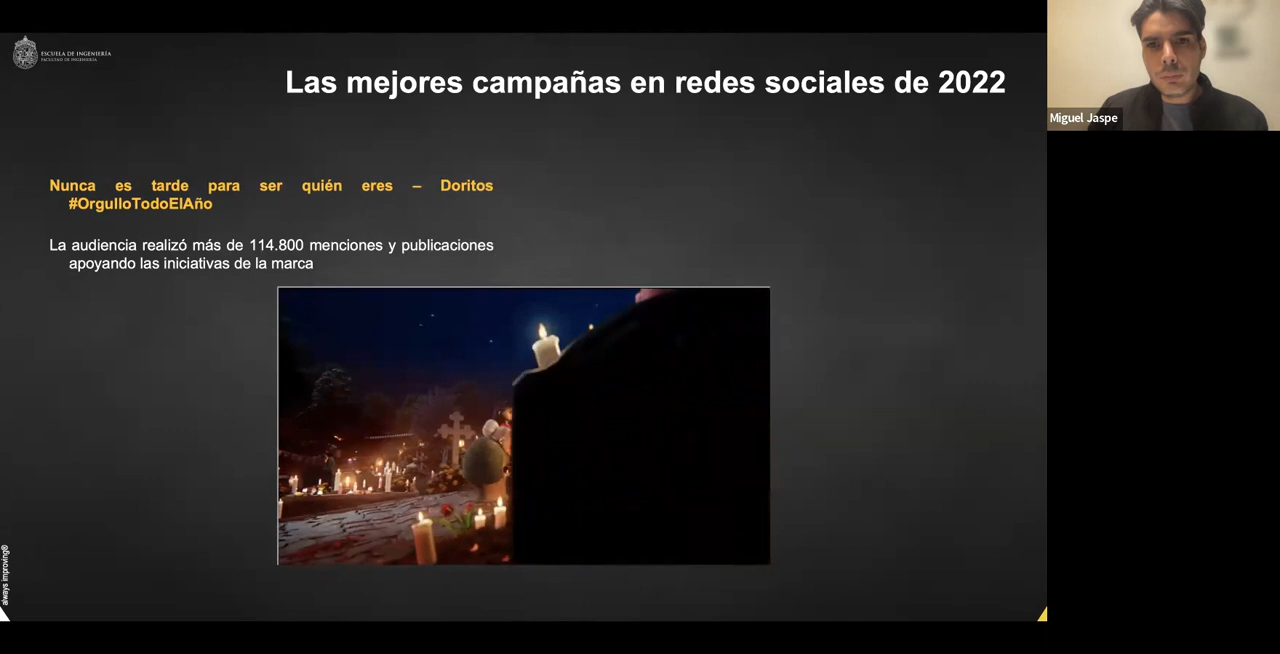 ESCUELA DE INGENIERÍA
FACULTAD DE INGENIERÍA
Las mejores campañas en redes sociales de 2022
Miguel Jaspe
Nunca es tarde para ser quién eres – Doritos
#OrgulloTodoElAño
La audiencia realizó más de 114.800 menciones y publicaciones
apoyando las iniciativas de la marca
always improving®